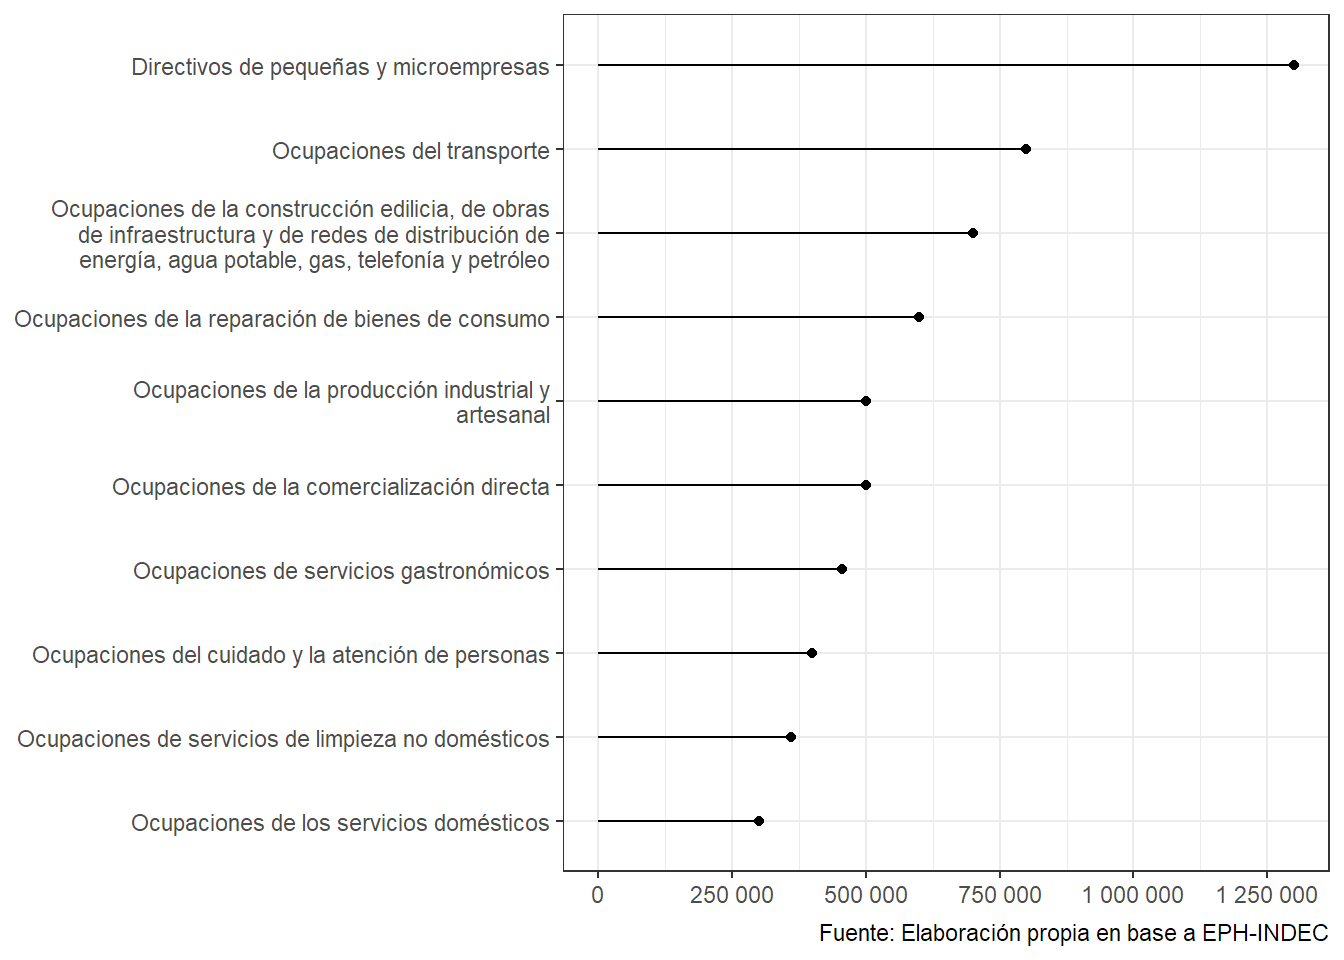 Directivos de pequeñas y microempresas
Ocupaciones del transporte
Ocupaciones de la construcción edilicia, de obras
de infraestructura y de redes de distribución de
energía, agua potable, gas, telefonía y petróleo
Ocupaciones de la reparación de bienes de consumo
Ocupaciones de la producción industrial y
artesanal
Ocupaciones de la comercialización directa
Ocupaciones de servicios gastronómicos
Ocupaciones del cuidado y la atención de personas
Ocupaciones de servicios de limpieza no domésticos
Ocupaciones de los servicios domésticos
0 250 000 500 000 750 000 1 000 000 1 250 000
Fuente: Elaboración propia en base a EPH-INDEC